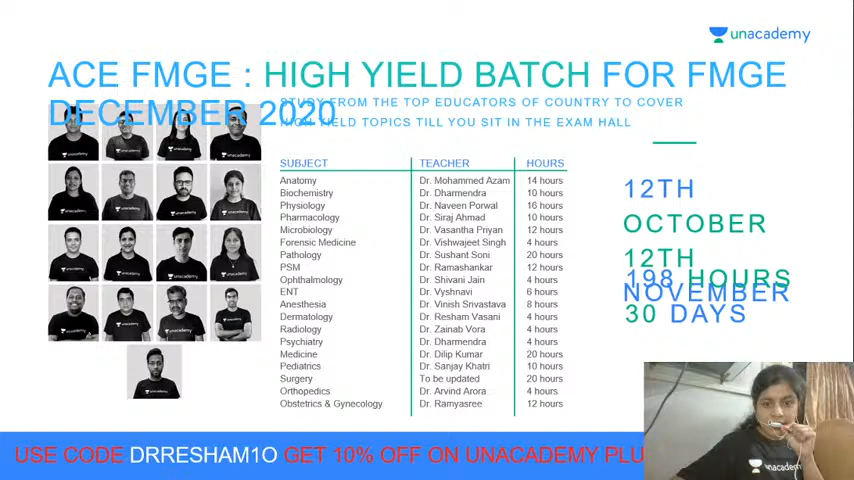 unacademy
ACE FMGE : HIGH YIELD BATCH FOR FMGE
DECEMBER 2020
STUDY FROM THE TOP EDUCATORS OF COUNTRY TO COVER
HIGH YIELD TOPICS TILL YOU SIT IN THE EXAM HALL
SUBJECT TEACHER HOURS
Anatomy Dr. Mohammed Azam 14 hours
Biochemistry Dr. Dharmendra 10 hours
Physiology Dr. Naveen Porwal 16 hours
Pharmacology Dr. Siraj Ahmad 10 hours
Microbiology Dr. Vasantha Priyan 12 hours
Forensic Medicine Dr. Vishwajeet Singh 4 hours
Pathology Dr. Sushant Soni 20 hours
PSM Dr. Ramashankar 12 hours
Ophthalmology Dr. Shivani Jain 4 hours
ENT Dr. Vyshnavi 6 hours
Anesthesia Dr. Vinish Srivastava 8 hours
Dermatology Dr. Resham Vasani 4 hours
Radiology Dr. Zainab Vora 4 hours
Psychiatry Dr. Dharmendra 4 hours
Medicine Dr. Dilip Kumar 20 hours
Pediatrics Dr. Sanjay Khatri 10 hours
Surgery To be updated 20 hours
Orthopedics Dr. Arvind Arora 4 hours
Obstetrics & Gynecology Dr. Ramyasree 12 hours
12TH
OCTOBER
12TH
NOVEMBER
198 HOURS
30 DAYS
USE CODE DRRESHAM1O GET 10% OFF ON UNACADEMY PLU
unacademy